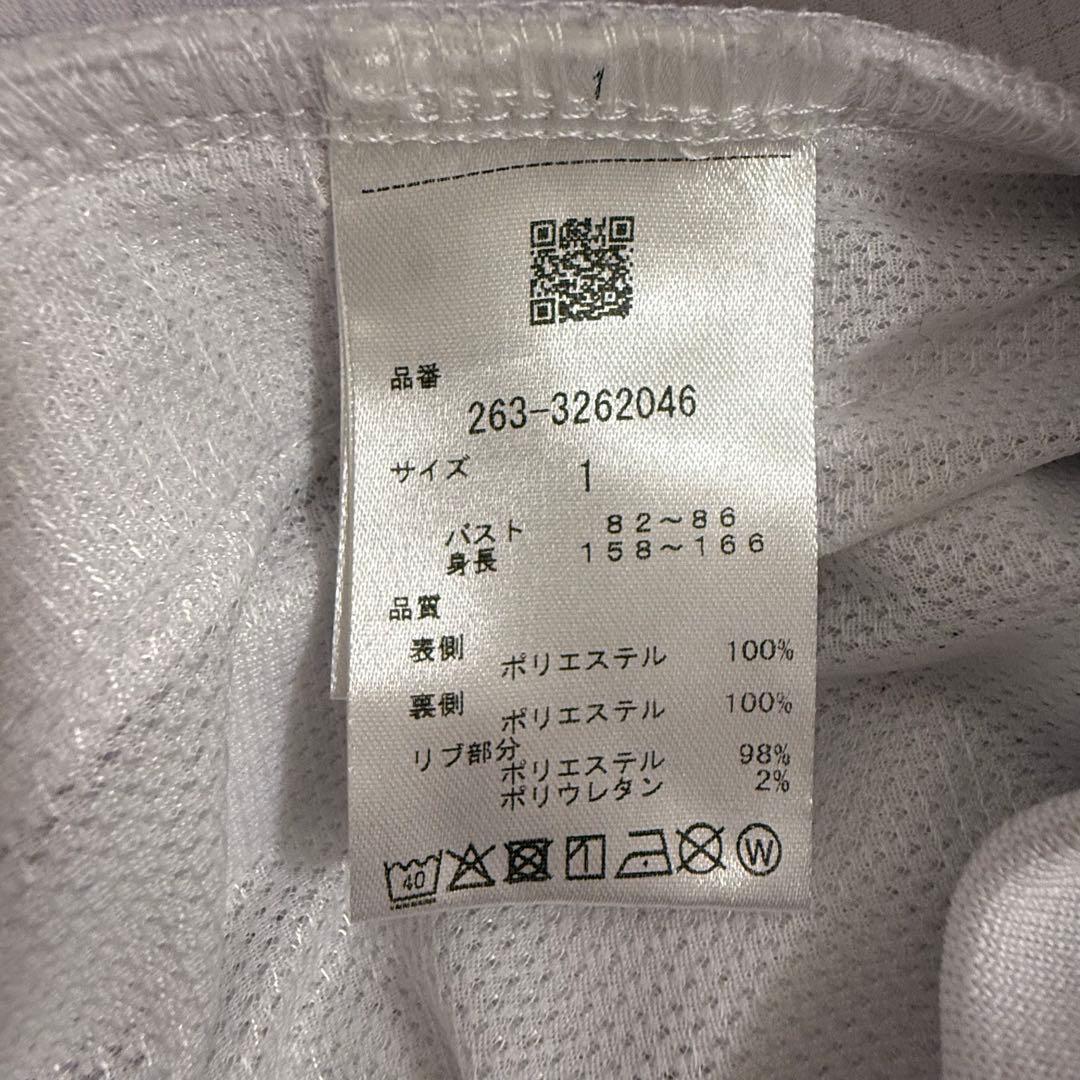 1
品番
263-3262046
サイズ 1
バスト 82～86
身長 158～166
品質
表側 ポリエステル 100%
裏側 ポリエステル 100%
リブ部分 ポリエステル 98%
ポリウレタン 2%
40 W